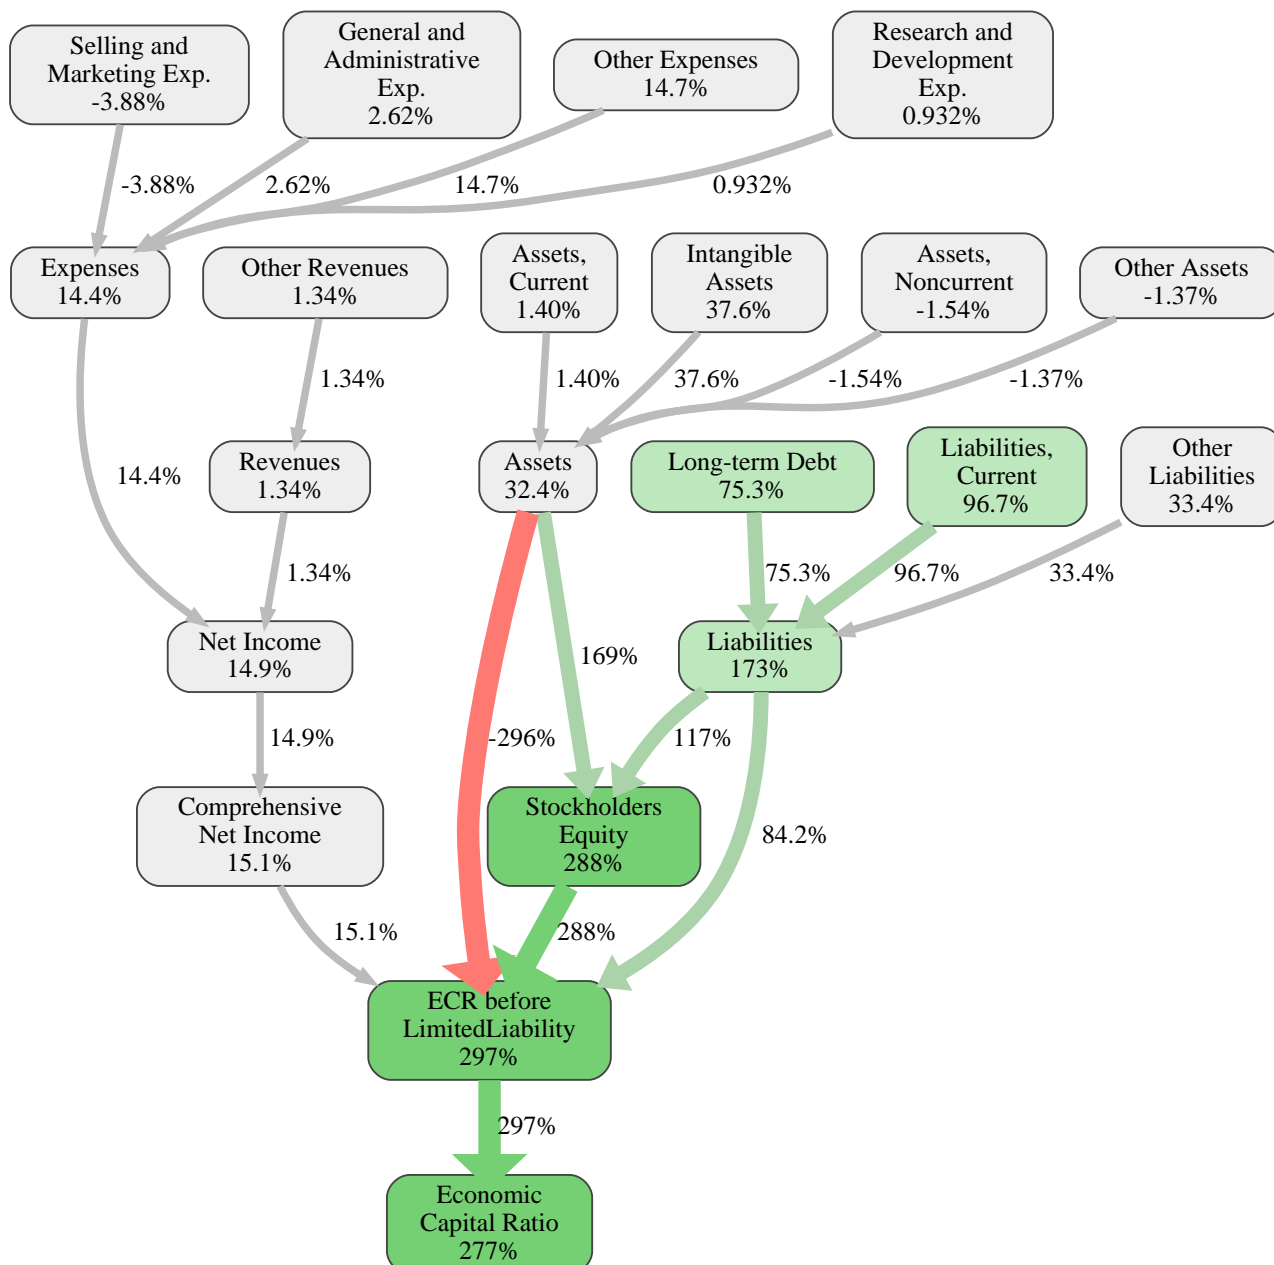 Selling and
Marketing Exp.
-3.88%
General and
Administrative
Exp.
2.62%
Other Expenses
14.7%
Research and
Development
Exp.
0.932%
-3.88%
2.62%
14.7%
0.932%
Expenses
14.4%
Other Revenues
1.34%
Assets,
Current
1.40%
Intangible
Assets
37.6%
Assets,
Noncurrent
-1.54%
Other Assets
-1.37%
1.34%
1.40%
37.6%
-1.54%
-1.37%
14.4%
Revenues
1.34%
Assets
32.4%
Long-term Debt
75.3%
Liabilities,
Current
96.7%
Other
Liabilities
33.4%
1.34%
75.3%
96.7%
33.4%
Net Income
14.9%
169%
Liabilities
173%
14.9%
-296%
117%
Comprehensive
Net Income
15.1%
Stockholders
Equity
288%
84.2%
15.1%
288%
ECR before
LimitedLiability
297%
297%
Economic
Capital Ratio
277%